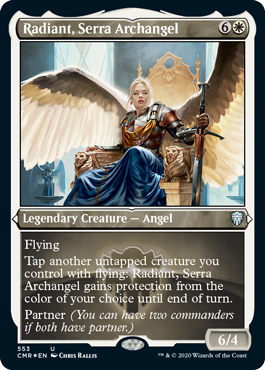 Radiant, Serra Archangel 6
Legendary Creature — Angel
Flying
Tap another untapped creature you
control with flying: Radiant, Serra
Archangel gains protection from the
color of your choice until end of turn.
Partner (You can have two commanders
if both have partner.)
6/4
553 U
CMR ★ EN Chris Rallis
™ & © 2020 Wizards of the Coast